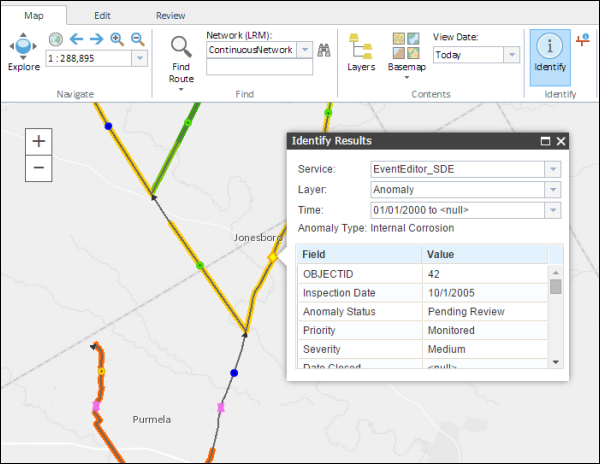 Map Edit Review
Explore
1 : 288,895
Navigate
Find
Route
Network (LRM):
ContinuousNetwork
Find
Layers
Basemap
View Date:
Today
Contents
Identify
Identify
+
−
Jonesboro
Purmela
Identify Results
Service: EventEditor_SDE
Layer: Anomaly
Time: 01/01/2000 to <null>
Anomaly Type: Internal Corrosion
Field Value
OBJECTID 42
Inspection Date 10/1/2005
Anomaly Status Pending Review
Priority Monitored
Severity Medium
Date Closed <null>